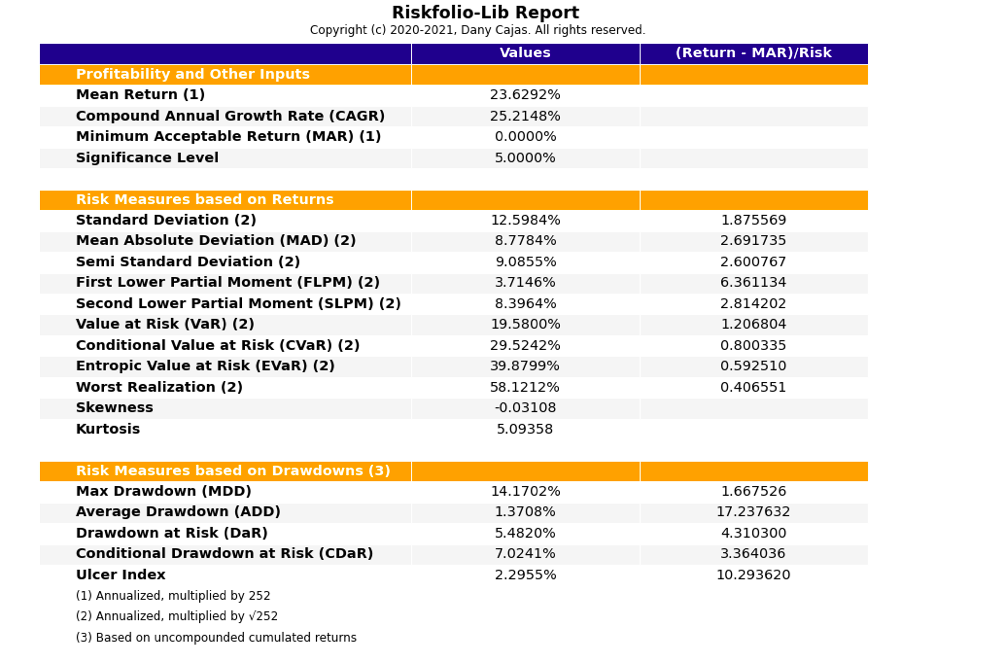 Riskfolio-Lib Report
Copyright (c) 2020-2021, Dany Cajas. All rights reserved.
Values (Return - MAR)/Risk
Profitability and Other Inputs
Mean Return (1) 23.6292%
Compound Annual Growth Rate (CAGR) 25.2148%
Minimum Acceptable Return (MAR) (1) 0.0000%
Significance Level 5.0000%
Risk Measures based on Returns
Standard Deviation (2) 12.5984% 1.875569
Mean Absolute Deviation (MAD) (2) 8.7784% 2.691735
Semi Standard Deviation (2) 9.0855% 2.600767
First Lower Partial Moment (FLPM) (2) 3.7146% 6.361134
Second Lower Partial Moment (SLPM) (2) 8.3964% 2.814202
Value at Risk (VaR) (2) 19.5800% 1.206804
Conditional Value at Risk (CVaR) (2) 29.5242% 0.800335
Entropic Value at Risk (EVaR) (2) 39.8799% 0.592510
Worst Realization (2) 58.1212% 0.406551
Skewness -0.03108
Kurtosis 5.09358
Risk Measures based on Drawdowns (3)
Max Drawdown (MDD) 14.1702% 1.667526
Average Drawdown (ADD) 1.3708% 17.237632
Drawdown at Risk (DaR) 5.4820% 4.310300
Conditional Drawdown at Risk (CDaR) 7.0241% 3.364036
Ulcer Index 2.2955% 10.293620
(1) Annualized, multiplied by 252
(2) Annualized, multiplied by √252
(3) Based on uncompounded cumulated returns